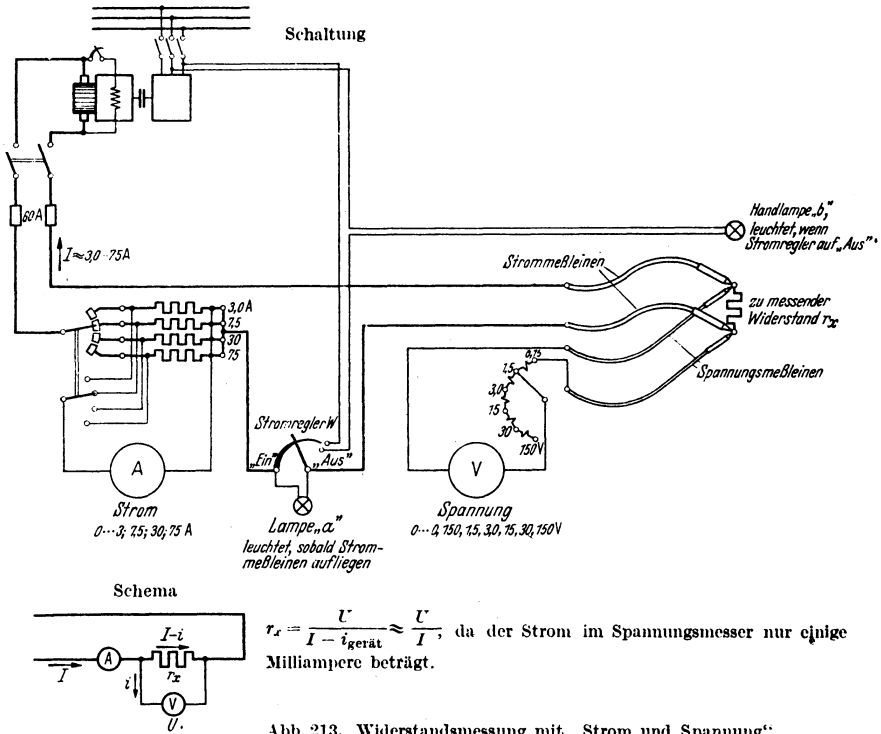 Schaltung
60A
I≈3,0–75A
Handlampe „b,“
leuchtet, wenn
Stromregler auf „Aus“.
Strommeßleinen
zu messender
Widerstand rx
3,0 A
7,5
30
75
Spannungsmeßleinen
0,15
1,5
3,0
15
30
150V
Stromregler W
„Ein“
„Aus“
A
V
Strom
0...3; 7,5; 30; 75 A
Spannung
0...0,150, 1,5, 3,0, 15, 30, 150V
Lampe „a“
leuchtet, sobald Strom-
meßleinen aufliegen
Schema
I–i
I
A
rx
i
V
U.
rx = U / I – i gerät ≈ U / I, da der Strom im Spannungsmesser nur einige
Milliampere beträgt.
Abb. 213. Widerstandsmessung mit „Strom und Spannung“